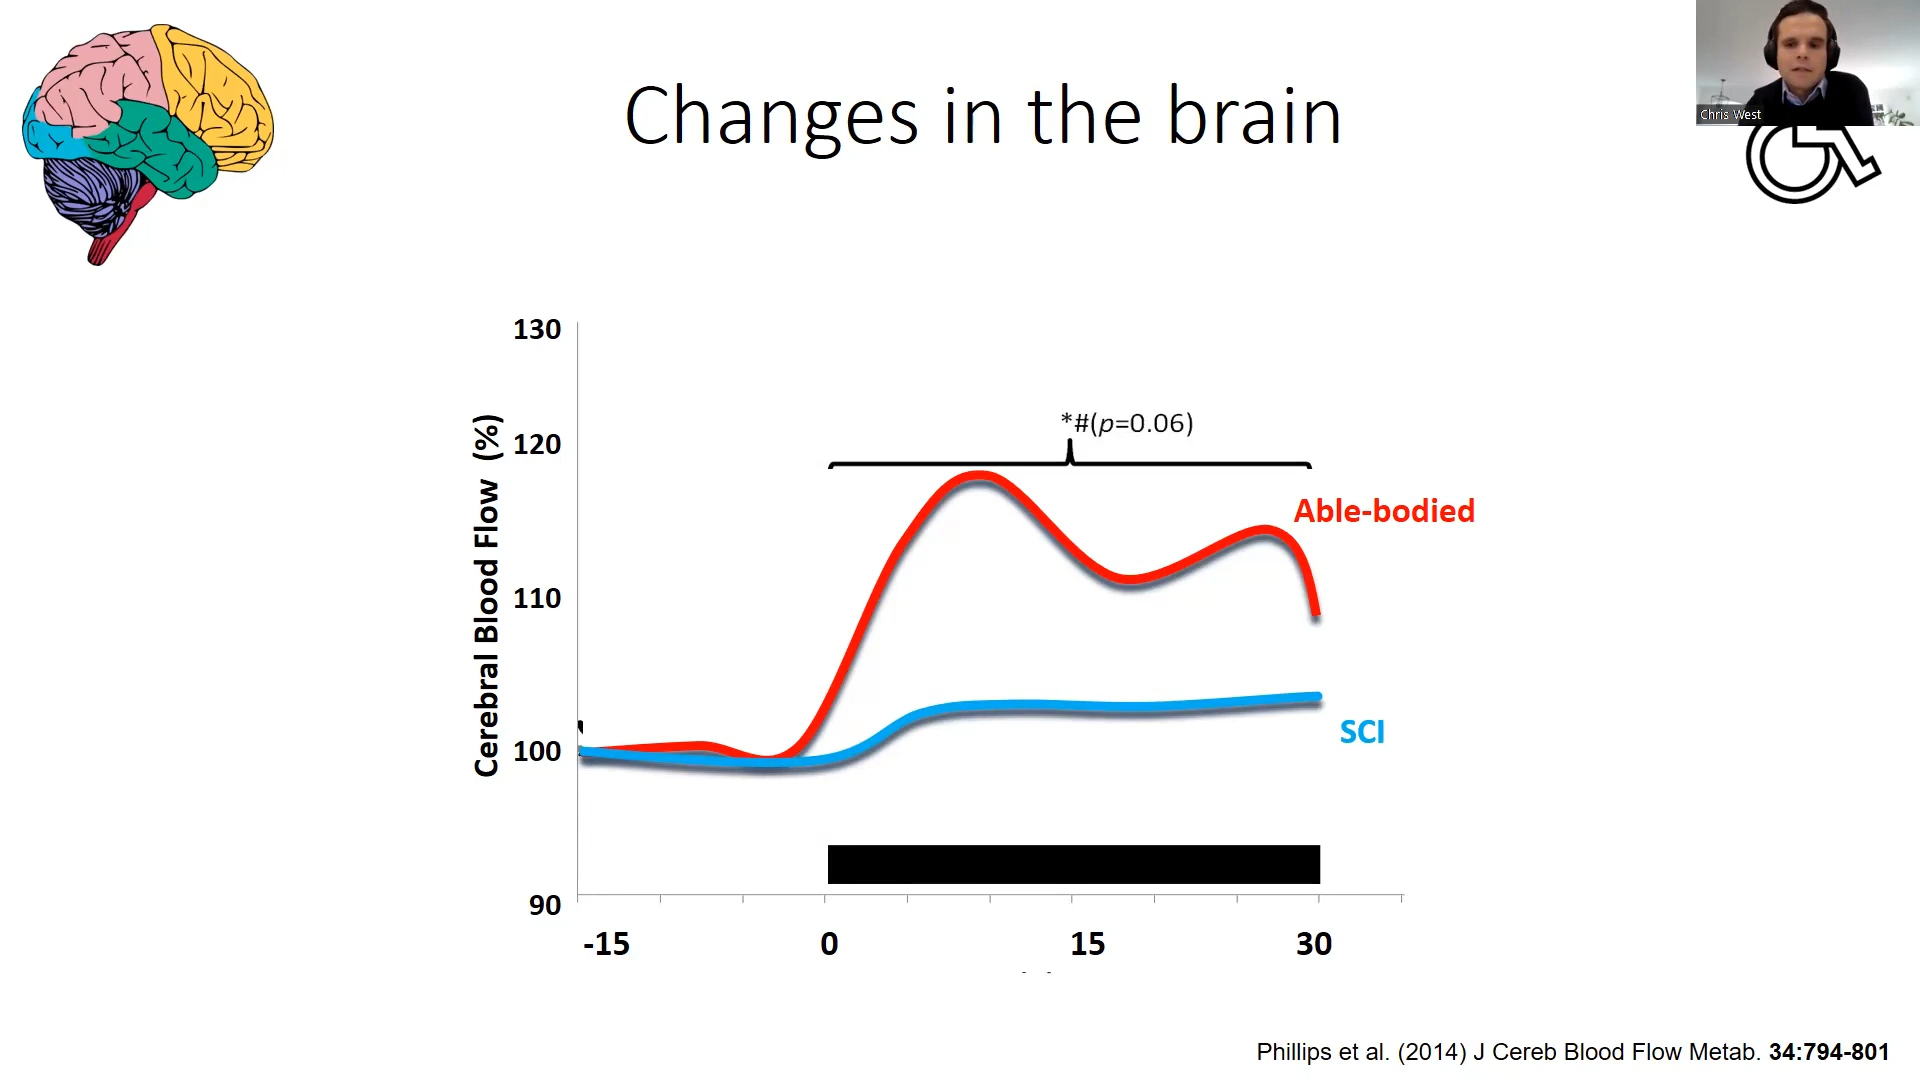 Changes in the brain
Chris West
130
120
110
100
90
Cerebral Blood Flow (%)
*#(p=0.06)
Able-bodied
SCI
-15 0 15 30
Phillips et al. (2014) J Cereb Blood Flow Metab. 34:794-801